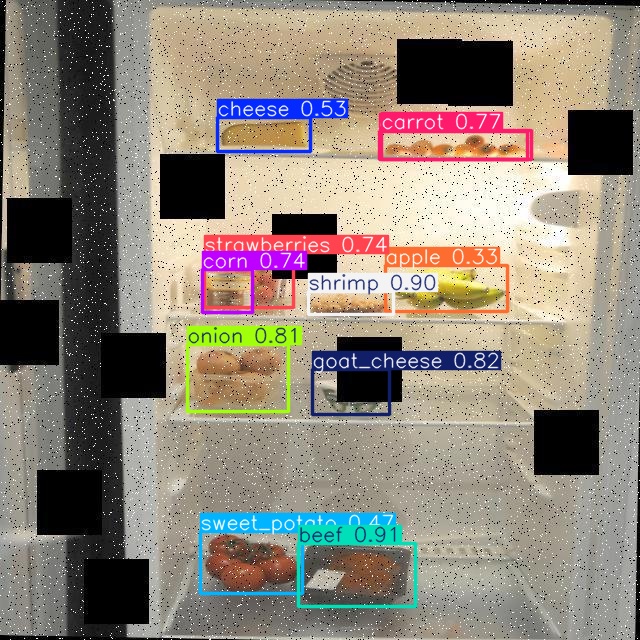 cheese 0.53
carrot 0.77
strawberries 0.74
corn 0.74
apple 0.33
shrimp 0.90
onion 0.81
goat_cheese 0.82
sweet_potato 0.47
beef 0.91